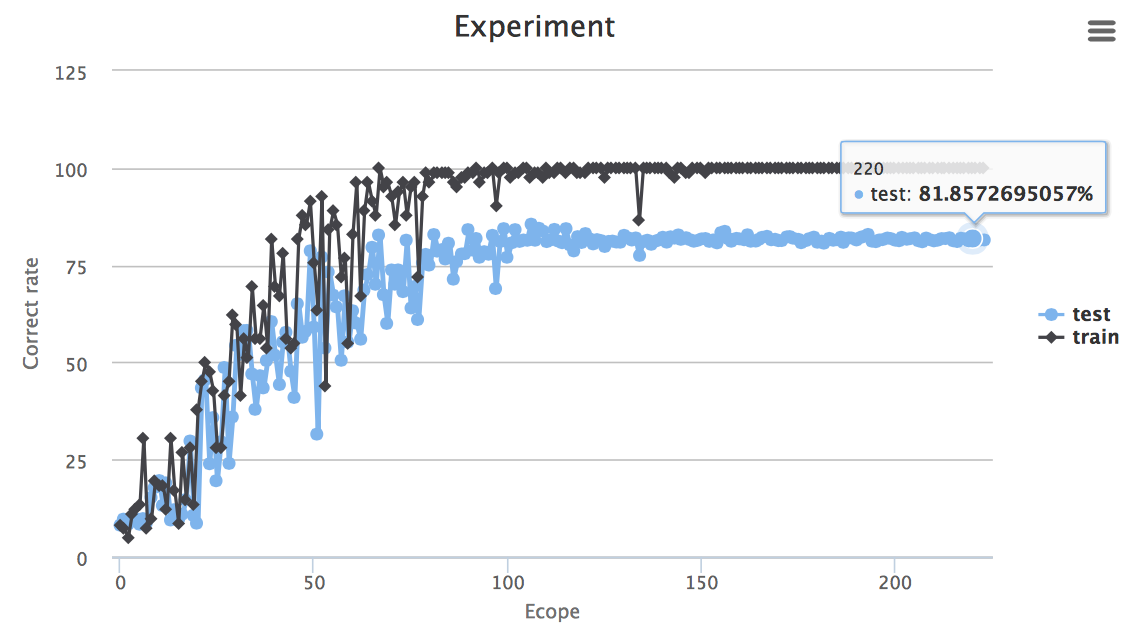 Experiment
125
100
75
50
25
0
Correct rate
0 50 100 150 200
Ecope
220
test: 81.8572695057%
test
train